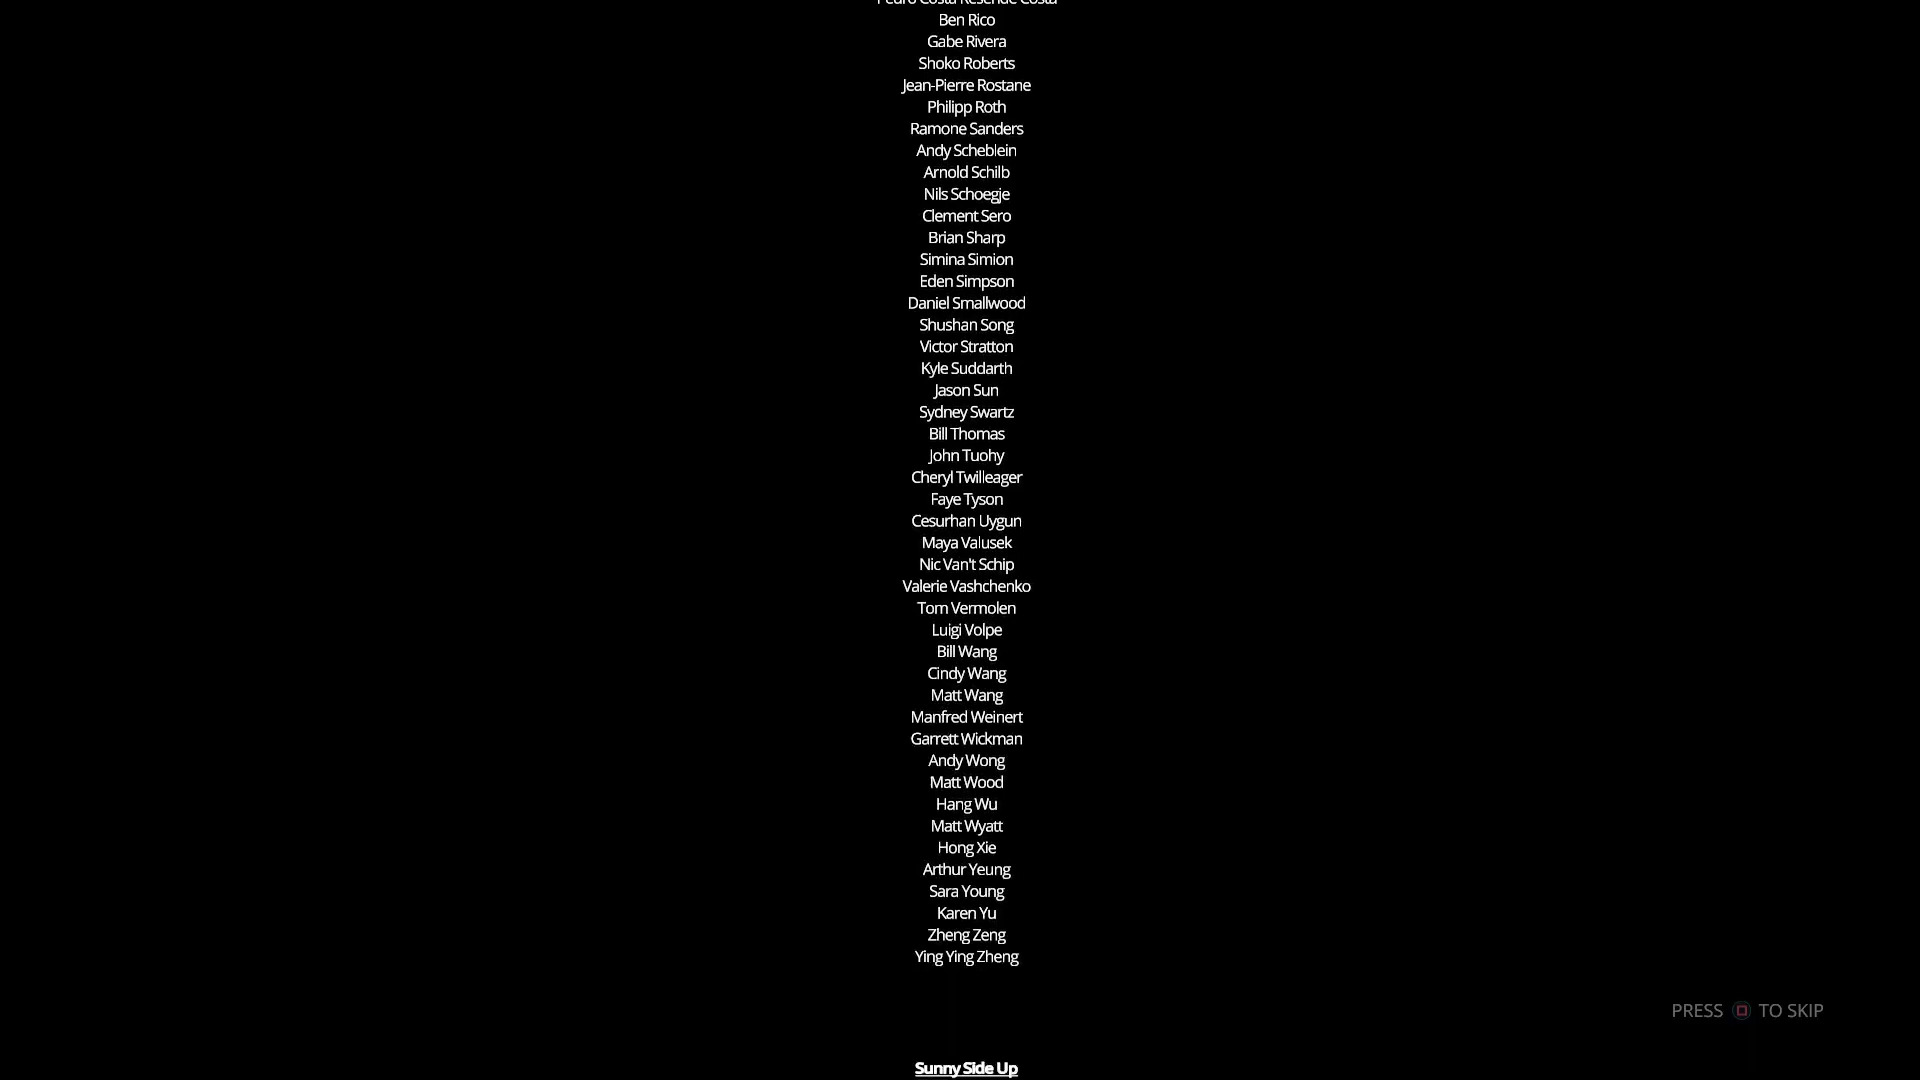 Pedro Costa Resende Costa
Ben Rico
Gabe Rivera
Shoko Roberts
Jean-Pierre Rostane
Philipp Roth
Ramone Sanders
Andy Scheblein
Arnold Schilb
Nils Schoegje
Clement Sero
Brian Sharp
Simina Simion
Eden Simpson
Daniel Smallwood
Shushan Song
Victor Stratton
Kyle Suddarth
Jason Sun
Sydney Swartz
Bill Thomas
John Tuohy
Cheryl Twilleager
Faye Tyson
Cesurhan Uygun
Maya Valusek
Nic Van't Schip
Valerie Vashchenko
Tom Vermolen
Luigi Volpe
Bill Wang
Cindy Wang
Matt Wang
Manfred Weinert
Garrett Wickman
Andy Wong
Matt Wood
Hang Wu
Matt Wyatt
Hong Xie
Arthur Yeung
Sara Young
Karen Yu
Zheng Zeng
Ying Ying Zheng
PRESS TO SKIP
Sunny Side Up